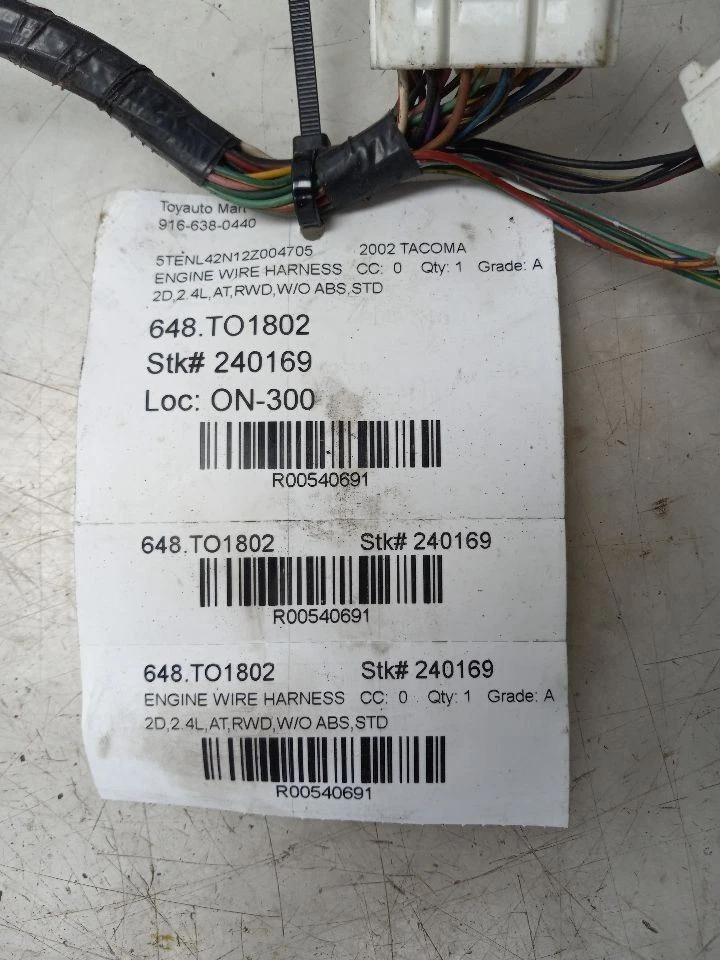 Toyauto Mart
916-638-0440
5TENL42N12Z004705 2002 TACOMA
ENGINE WIRE HARNESS CC: 0 Qty: 1 Grade: A
2D,2.4L,AT,RWD,W/O ABS,STD
648.TO1802
Stk# 240169
Loc: ON-300
R00540691
648.TO1802 Stk# 240169
R00540691
648.TO1802 Stk# 240169
ENGINE WIRE HARNESS CC: 0 Qty: 1 Grade: A
2D,2.4L,AT,RWD,W/O ABS,STD
R00540691